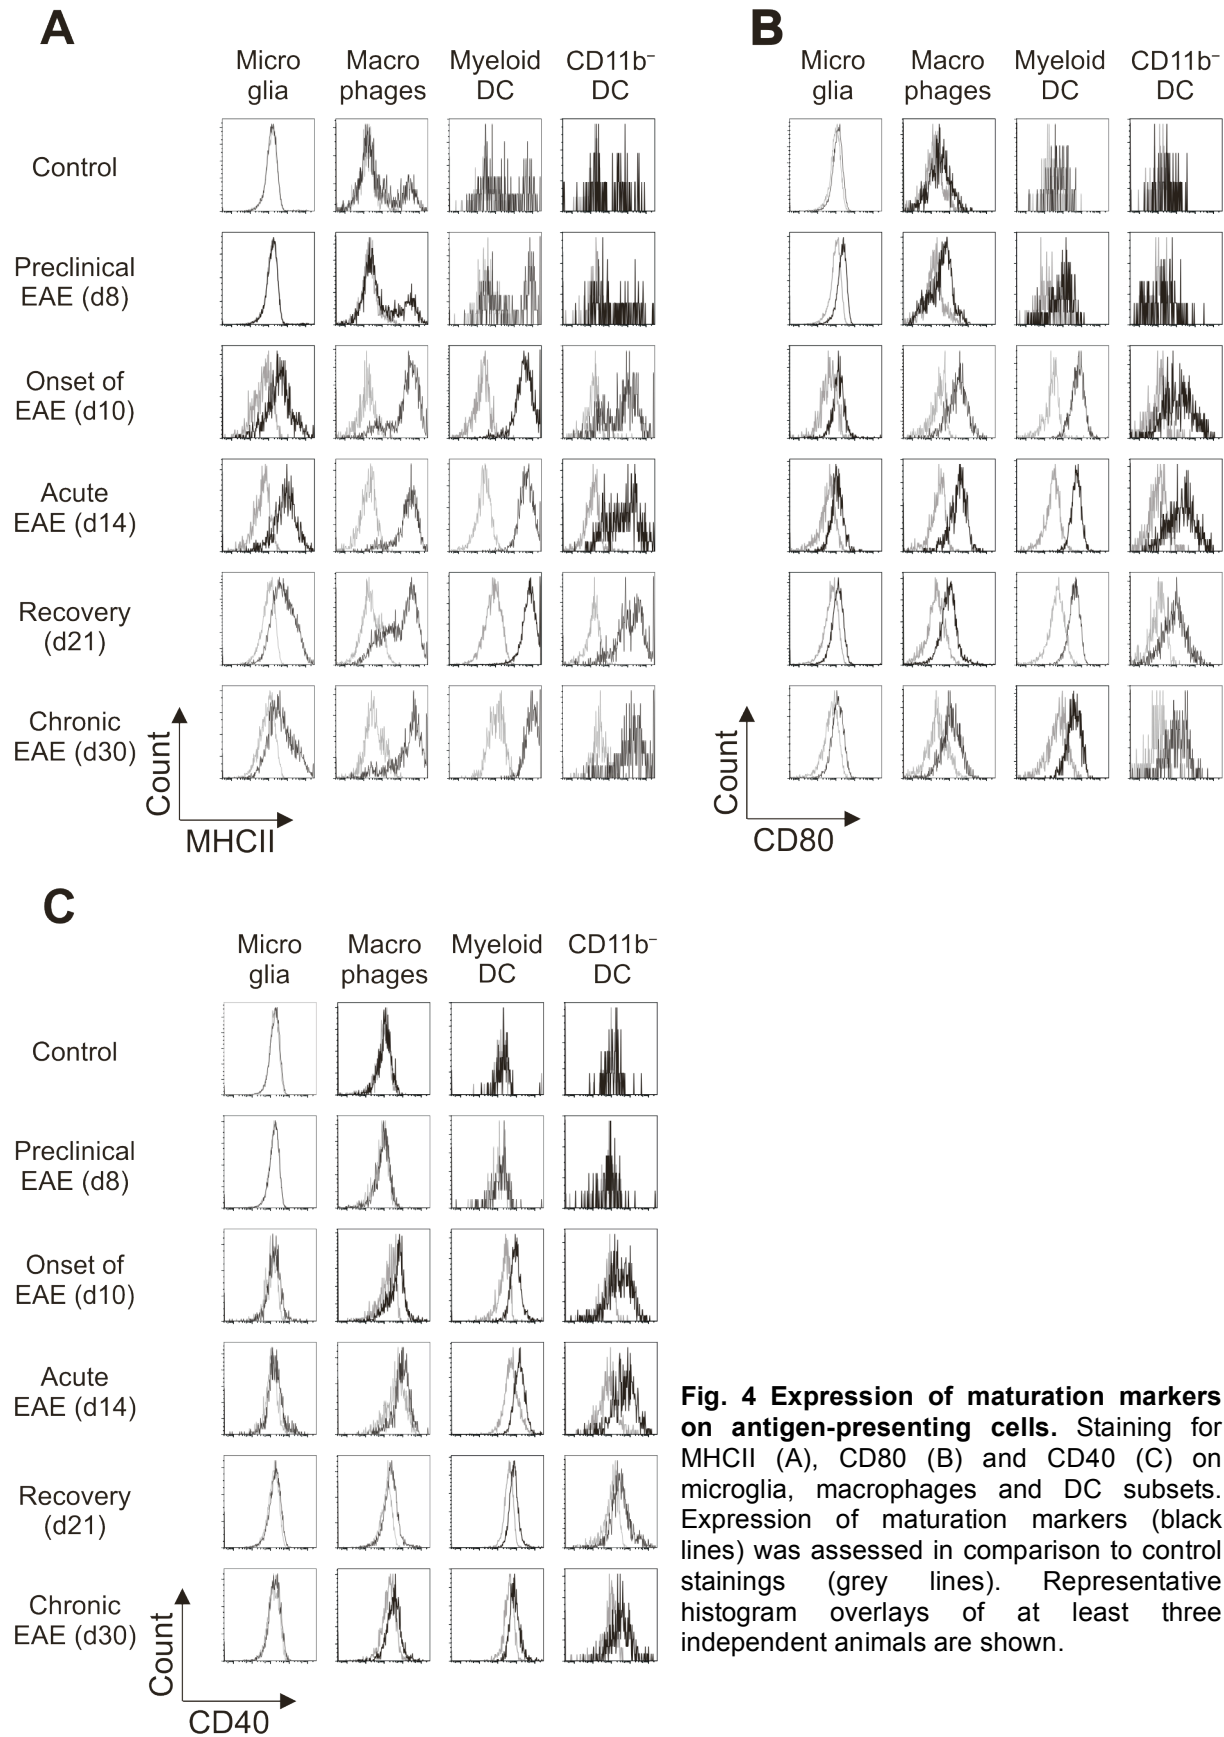 A
Micro glia
Macro phages
Myeloid DC
CD11b⁻ DC
Control
Preclinical
EAE (d8)
Onset of
EAE (d10)
Acute
EAE (d14)
Recovery
(d21)
Chronic
EAE (d30)
Count
MHCII
B
Micro glia
Macro phages
Myeloid DC
CD11b⁻ DC
Count
CD80
C
Micro glia
Macro phages
Myeloid DC
CD11b⁻ DC
Control
Preclinical
EAE (d8)
Onset of
EAE (d10)
Acute
EAE (d14)
Recovery
(d21)
Chronic
EAE (d30)
Count
CD40
Fig. 4 Expression of maturation markers
on antigen-presenting cells. Staining for
MHCII (A), CD80 (B) and CD40 (C) on
microglia, macrophages and DC subsets.
Expression of maturation markers (black
lines) was assessed in comparison to control
stainings (grey lines). Representative
histogram overlays of at least three
independent animals are shown.